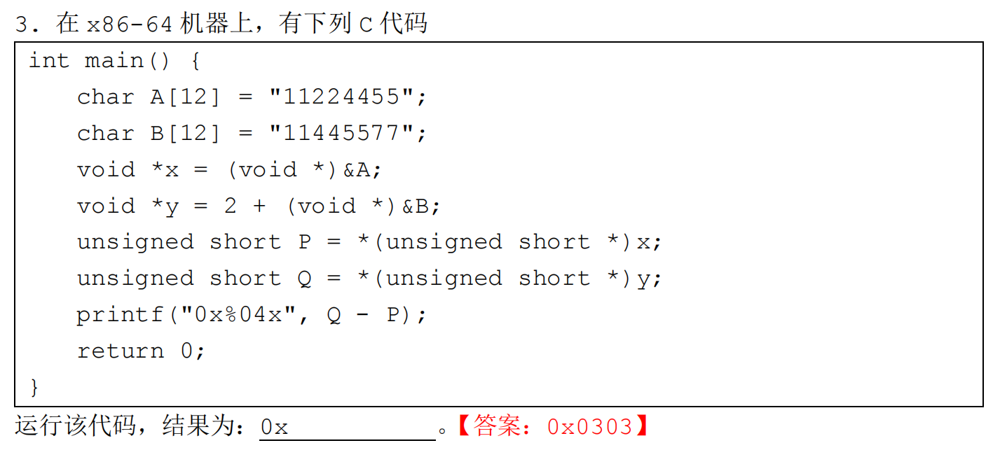 3. 在 x86-64 机器上，有下列 C 代码
int main() {
char A[12] = "11224455";
char B[12] = "11445577";
void *x = (void *)&A;
void *y = 2 + (void *)&B;
unsigned short P = *(unsigned short *)x;
unsigned short Q = *(unsigned short *)y;
printf("0x%04x", Q - P);
return 0;
}
运行该代码，结果为：0x____________。【答案：0x0303】